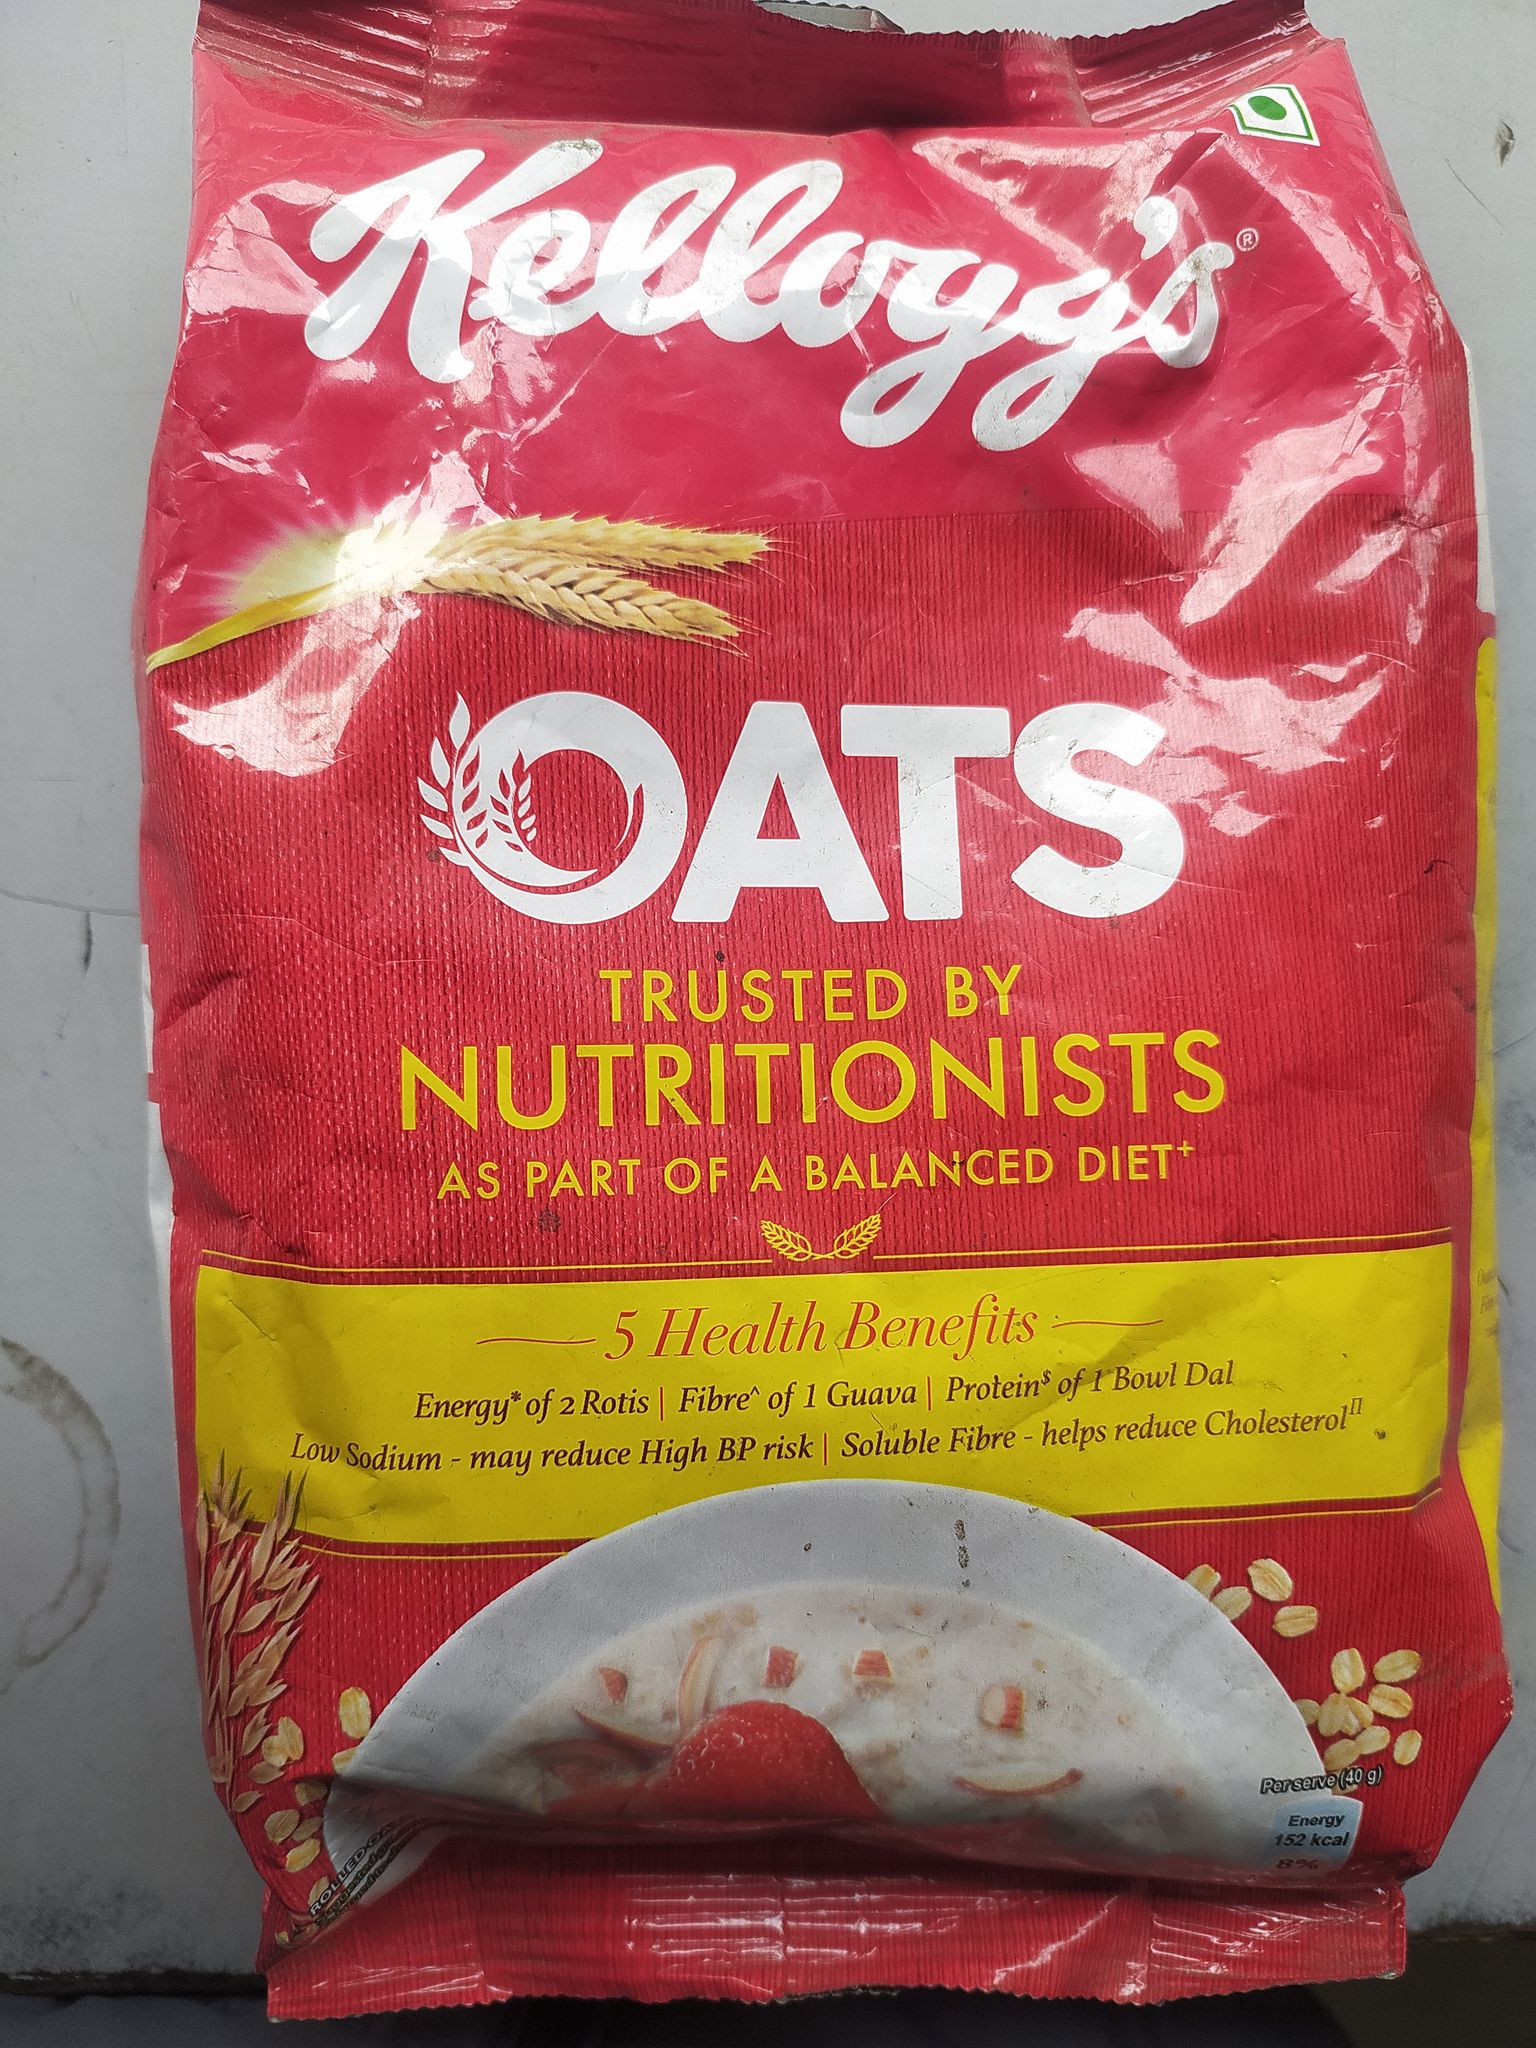 Kellogg's®
OATS
TRUSTED BY
NUTRITIONISTS
AS PART OF A BALANCED DIET⁺
5 Health Benefits
Energy* of 2 Rotis | Fibre^ of 1 Guava | Protein$ of 1 Bowl Dal
Low Sodium - may reduce High BP risk | Soluble Fibre - helps reduce Cholesterolᴨ
Per serve (40 g)
Energy
152 kcal
8%
ROLLED